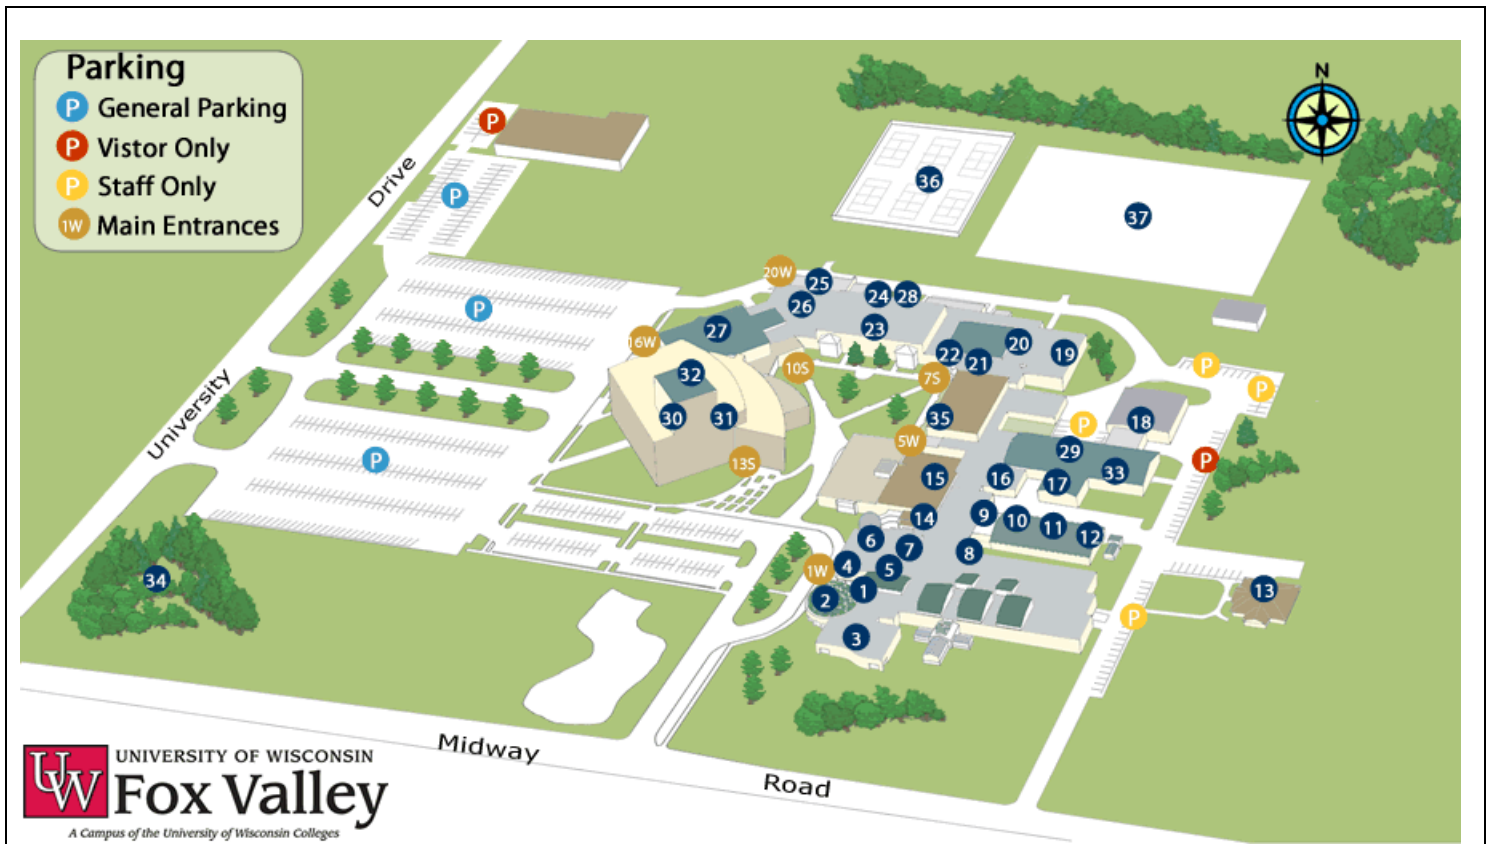 Parking
P General Parking
P Vistor Only
P Staff Only
1W Main Entrances
N
P
Drive
P
36
37
20W
25
24
28
26
P
27
23
16W
22
20
19
21
10S
P
32
7S
P
University
30
31
35
P
18
5W
29
13S
P
P
15
16
17
33
14
9
10
11
12
6
7
8
4
5
1W
34
1
2
13
P
3
Midway
Road
UW
UNIVERSITY OF WISCONSIN
Fox Valley
A Campus of the University of Wisconsin Colleges